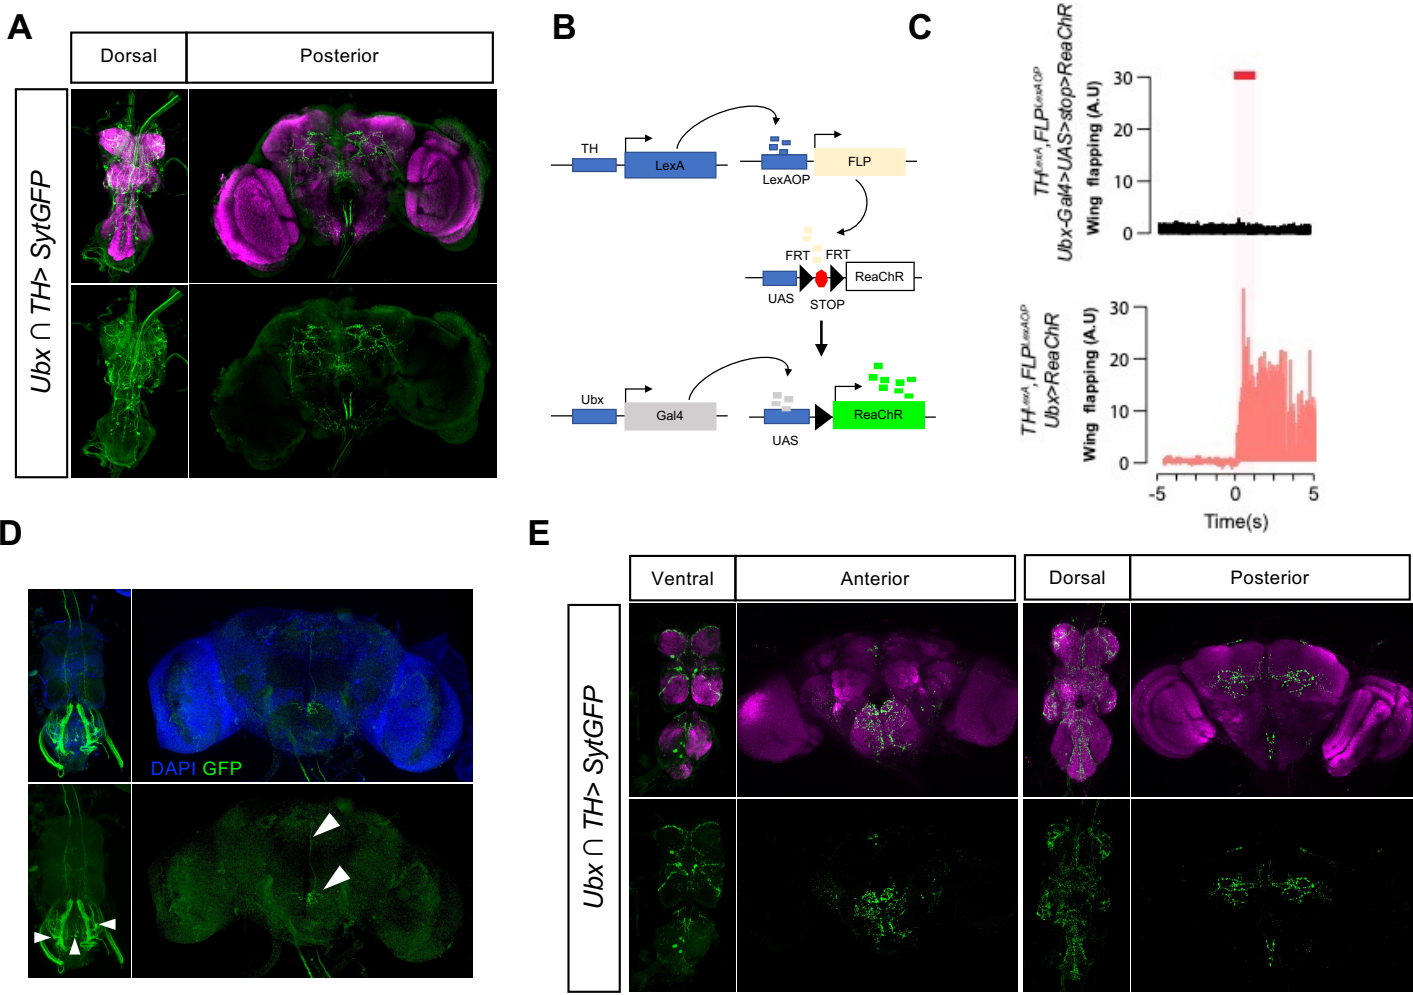 A
Dorsal
Posterior
Ubx ∩ TH> SytGFP
B
TH
LexA
LexAOP
FLP
FRT
FRT
UAS
STOP
ReaChR
Ubx
Gal4
UAS
ReaChR
C
TH^LexA,FLP^LexAOP
Ubx-Gal4>UAS>stop>ReaChR
Wing flapping (A.U)
30
20
10
0
TH^LexA,FLP^LexAOP
Ubx>ReaChR
Wing flapping (A.U)
30
20
10
0
-5
0
5
Time(s)
D
DAPI GFP
E
Ventral
Anterior
Dorsal
Posterior
Ubx ∩ TH> SytGFP